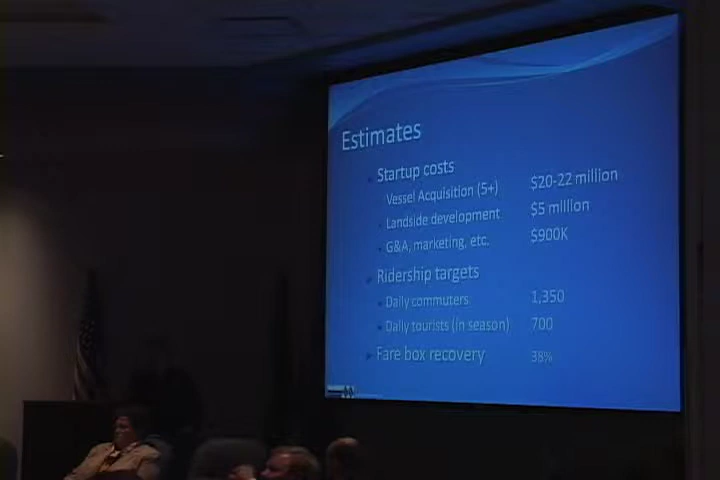 Estimates
Startup costs
Vessel Acquisition (5+) $20-22 million
Landside development $5 million
G&A, marketing, etc. $900K
Ridership targets
Daily commuters 1,350
Daily tourists (in season) 700
Fare box recovery 38%